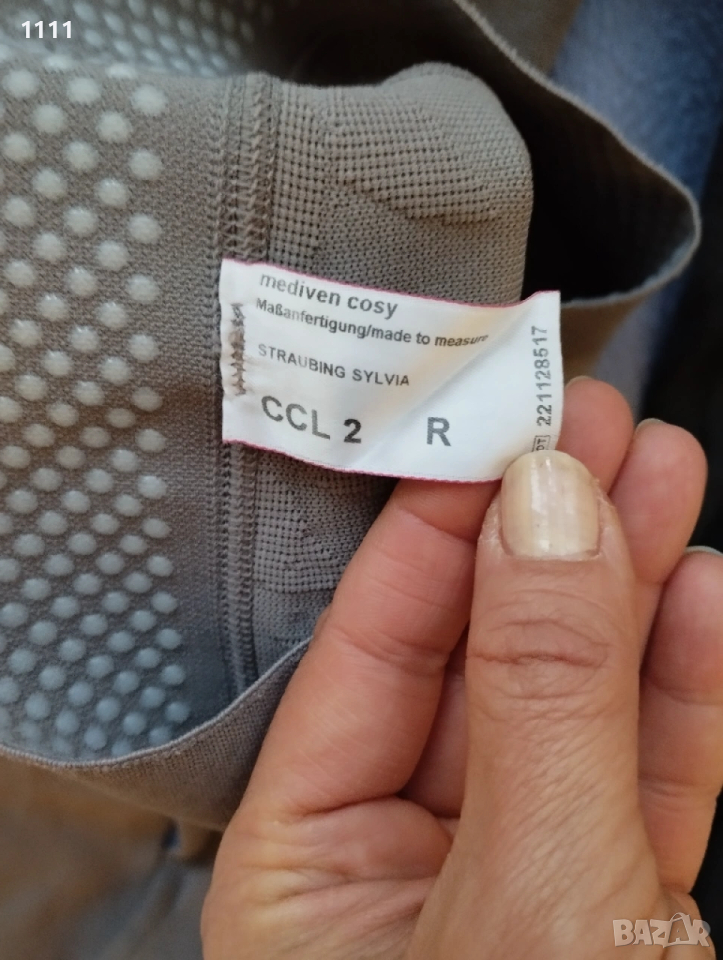 1111
mediven cosy
Maßanfertigung/made to measure
STRAUBING SYLVIA
CCL 2 R
221128517
BAZAR